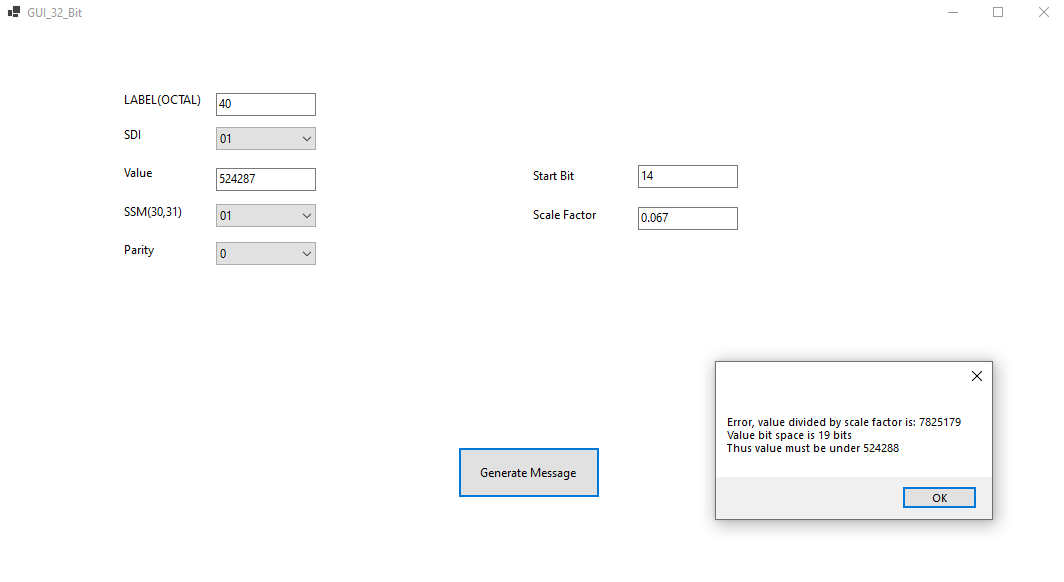 GUI_32_Bit
LABEL(OCTAL) 40
SDI 01
Value 524287
SSM(30,31) 01
Parity 0
Start Bit 14
Scale Factor 0.067
Generate Message
Error, value divided by scale factor is: 7825179
Value bit space is 19 bits
Thus value must be under 524288
OK